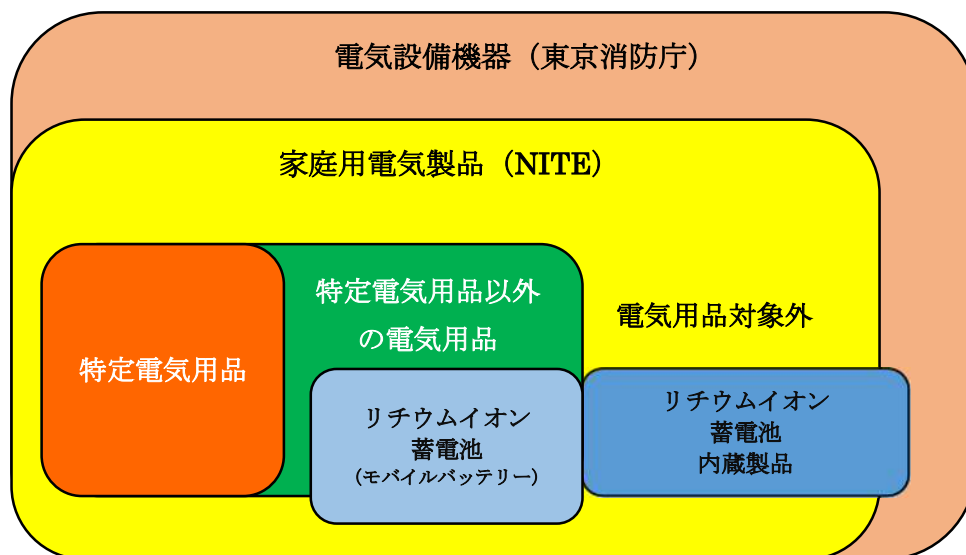 電気設備機器（東京消防庁）
家庭用電気製品（NITE）
特定電気用品以外
の電気用品
電気用品対象外
特定電気用品
リチウムイオン
蓄電池
（モバイルバッテリー）
リチウムイオン
蓄電池
内蔵製品